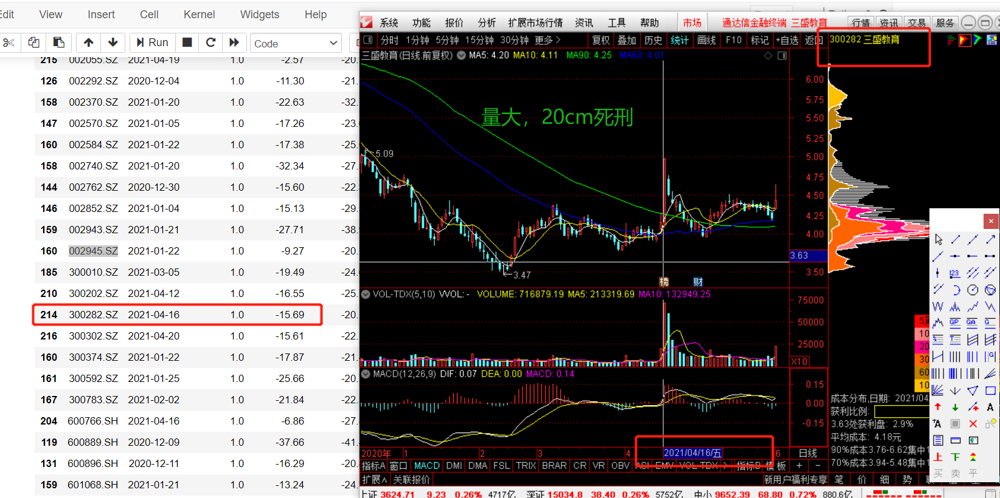 Edit View Insert Cell Kernel Widgets Help
Run Code
215 002055.SZ 2021-04-19 1.0 -2.57 -20.
126 002292.SZ 2020-12-04 1.0 -11.30 -21.
158 002370.SZ 2021-01-20 1.0 -22.63 -32.
147 002570.SZ 2021-01-05 1.0 -17.26 -23.
160 002584.SZ 2021-01-22 1.0 -17.38 -25.
158 002740.SZ 2021-01-20 1.0 -32.34 -27.
144 002762.SZ 2020-12-30 1.0 -15.60 -22.
146 002852.SZ 2021-01-04 1.0 -15.13 -29.
159 002943.SZ 2021-01-21 1.0 -27.71 -38.
160 002945.SZ 2021-01-22 1.0 -9.27 -20.
185 300010.SZ 2021-03-05 1.0 -19.49 -24.
210 300202.SZ 2021-04-12 1.0 -16.55 -25.
214 300282.SZ 2021-04-16 1.0 -15.69 -20.
216 300302.SZ 2021-04-20 1.0 -15.61 -22.
160 300374.SZ 2021-01-22 1.0 -17.87 -21.
161 300592.SZ 2021-01-25 1.0 -25.66 -20.
167 300783.SZ 2021-02-02 1.0 -21.84 -22.
204 600766.SH 2021-04-16 1.0 -6.86 -27.
119 600889.SH 2020-12-09 1.0 -37.66 -41.
131 600896.SH 2020-12-11 1.0 -16.29 -20.
159 601068.SH 2021-01-21 1.0 -13.24 -24.
系统 功能 报价 分析 扩展市场行情 资讯 工具 帮助 市场 通达信金融终端 三盛教育 行情 资讯 交易 服务
分时 1分钟 5分钟 15分钟 30分钟 更多 > 复权 叠加 历史 统计 画线 F10 标记 +自选 返回 300282 三盛教育
三盛教育(日线.前复权) MA5: 4.20 MA10: 4.11 MA90: 4.25 MA60: 4.01
量大，20cm死刑
6.00
5.75
5.50
5.25
5.09
5.00
4.75
4.50
4.25
4.00
3.63
3.50
3.47
榜 财
VOL-TDX(5,10) VVOL: - VOLUME: 716879.19 MA5: 213319.69 MA10: 132949.25
75000
50000
25000
X10
MACD(12,26,9) DIF: 0.07 DEA: 0.00 MACD: 0.14
0.15
0.00
-0.15
2020年 1 2 3 4 2021/04/16/五 6 日线
指标A 窗口 MACD DMI DMA FSL TRIX BRAR CR VR OBV ASI EMV VOL-TDX > 指标B 模板 + -
扩展∧ 关联报价 新用户福利专享 笔 价 细 势
上证 3624.71 9.23 0.26% 4717亿 深证 15034.8 38.40 0.26% 5752亿 中小 9652.39 68.80 0.72% 880.6亿
5周
10
20
30
60
10
成本分布,日期: 2021/04
获利比例:
3.63处获利盘: 2.9%
平均成本: 4.18元
90%成本3.76-6.62集中1
70%成本3.94-5.48集中1
123
GP GA G
T
G
A
A
上 下
买 卖 平